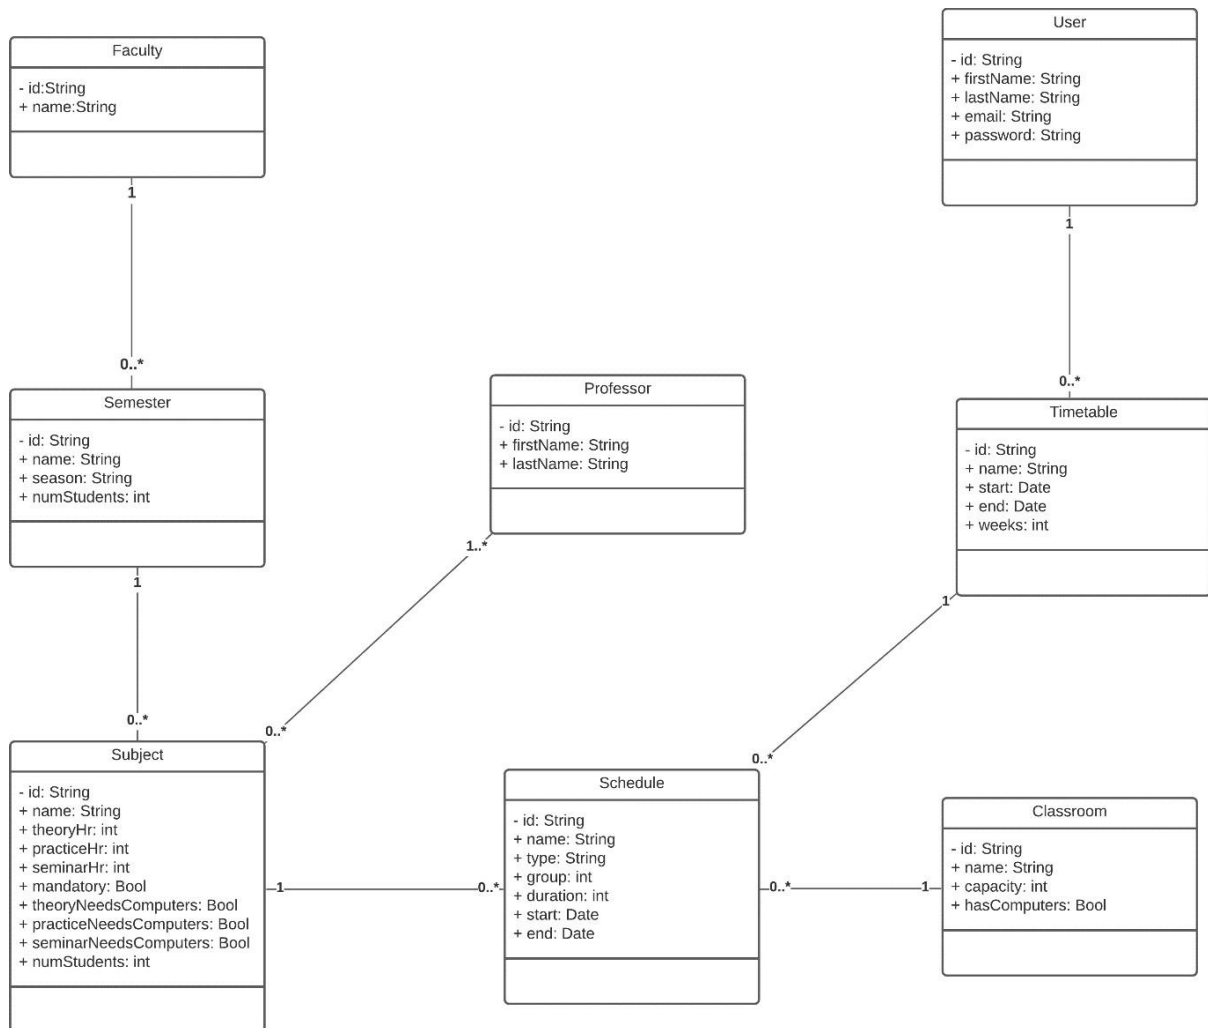 Faculty
- id:String
+ name:String
1
0..*
User
- id: String
+ firstName: String
+ lastName: String
+ email: String
+ password: String
1
0..*
Semester
- id: String
+ name: String
+ season: String
+ numStudents: int
1
0..*
Professor
- id: String
+ firstName: String
+ lastName: String
1..*
0..*
Timetable
- id: String
+ name: String
+ start: Date
+ end: Date
+ weeks: int
1
0..*
Subject
- id: String
+ name: String
+ theoryHr: int
+ practiceHr: int
+ seminarHr: int
+ mandatory: Bool
+ theoryNeedsComputers: Bool
+ practiceNeedsComputers: Bool
+ seminarNeedsComputers: Bool
+ numStudents: int
1
0..*
Schedule
- id: String
+ name: String
+ type: String
+ group: int
+ duration: int
+ start: Date
+ end: Date
0..*
1
Classroom
- id: String
+ name: String
+ capacity: int
+ hasComputers: Bool